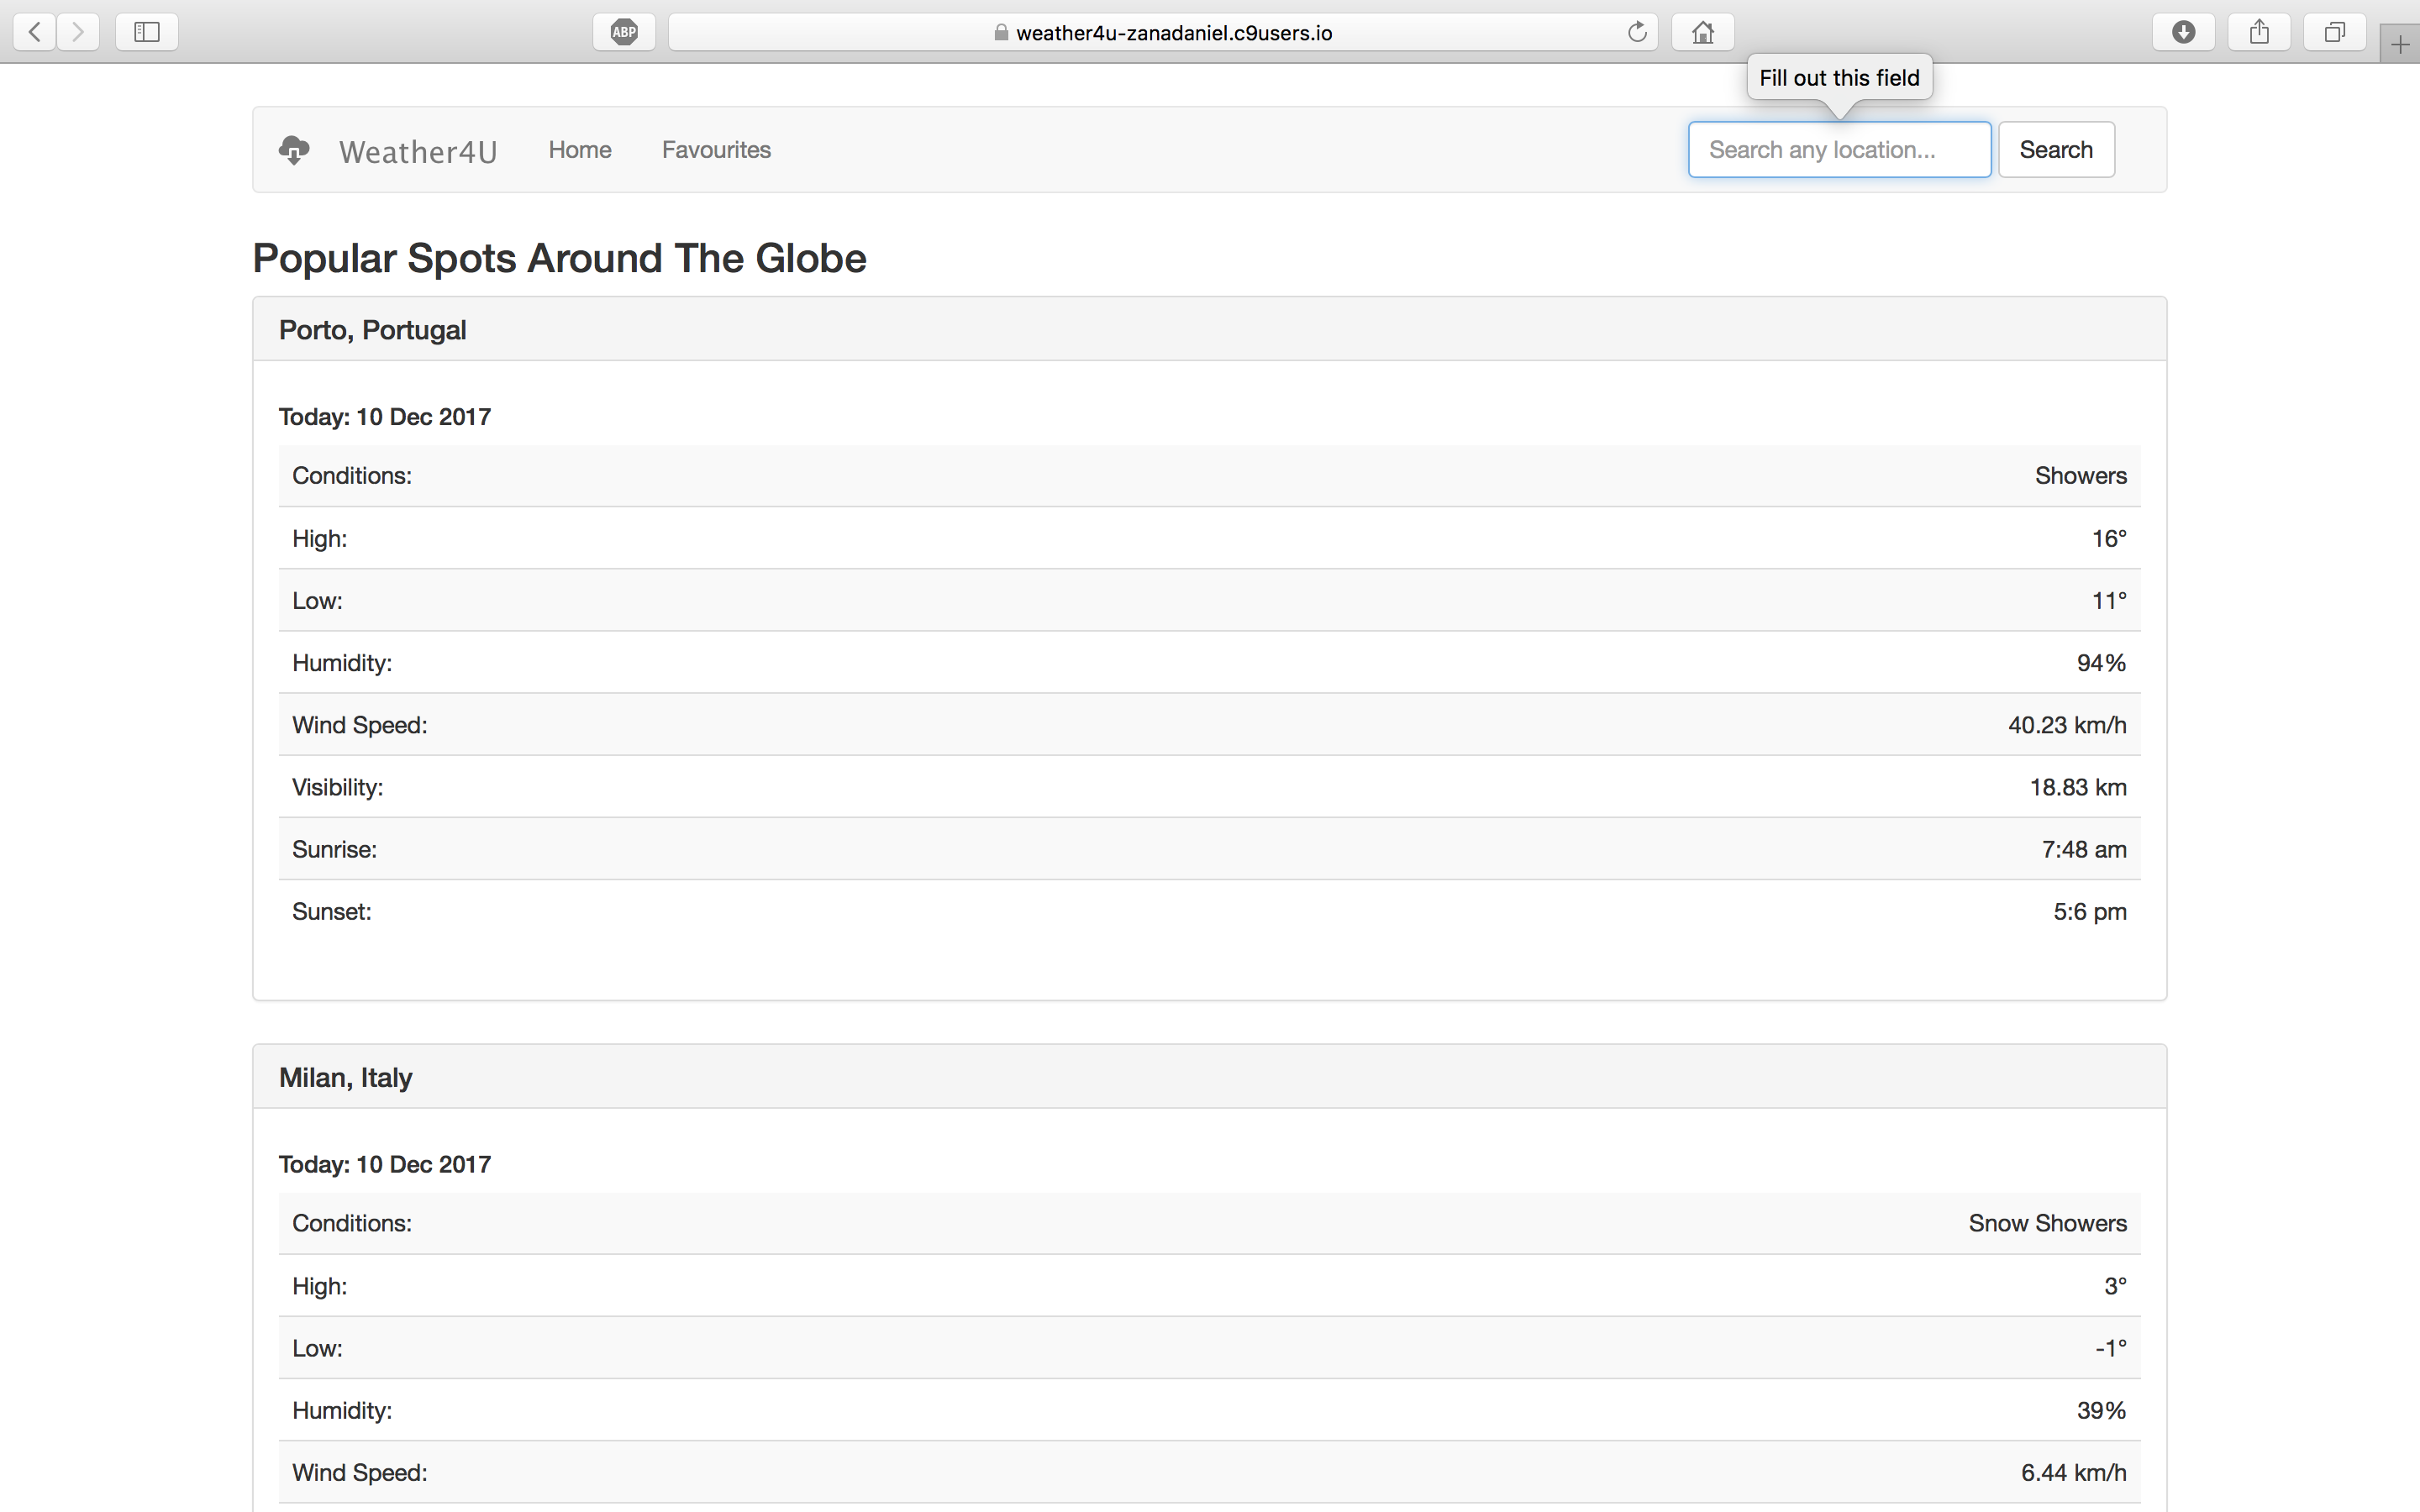 ABP
weather4u-zanadaniel.c9users.io
Fill out this field
Weather4U Home Favourites Search any location... Search
Popular Spots Around The Globe
Porto, Portugal
Today: 10 Dec 2017
Conditions: Showers
High: 16°
Low: 11°
Humidity: 94%
Wind Speed: 40.23 km/h
Visibility: 18.83 km
Sunrise: 7:48 am
Sunset: 5:6 pm
Milan, Italy
Today: 10 Dec 2017
Conditions: Snow Showers
High: 3°
Low: -1°
Humidity: 39%
Wind Speed: 6.44 km/h